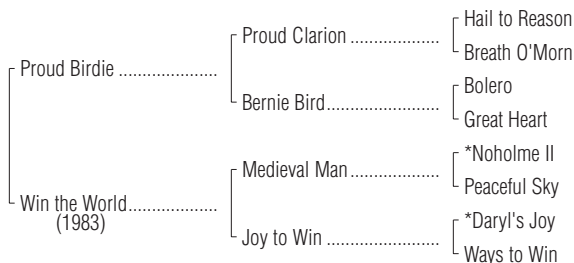 Hail to Reason
Proud Clarion ....................
Breath O'Morn
Proud Birdie ......................
Bolero
Bernie Bird.........................
Great Heart
*Noholme II
Medieval Man....................
Peaceful Sky
Win the World....................
(1983)
*Daryl's Joy
Joy to Win .........................
Ways to Win